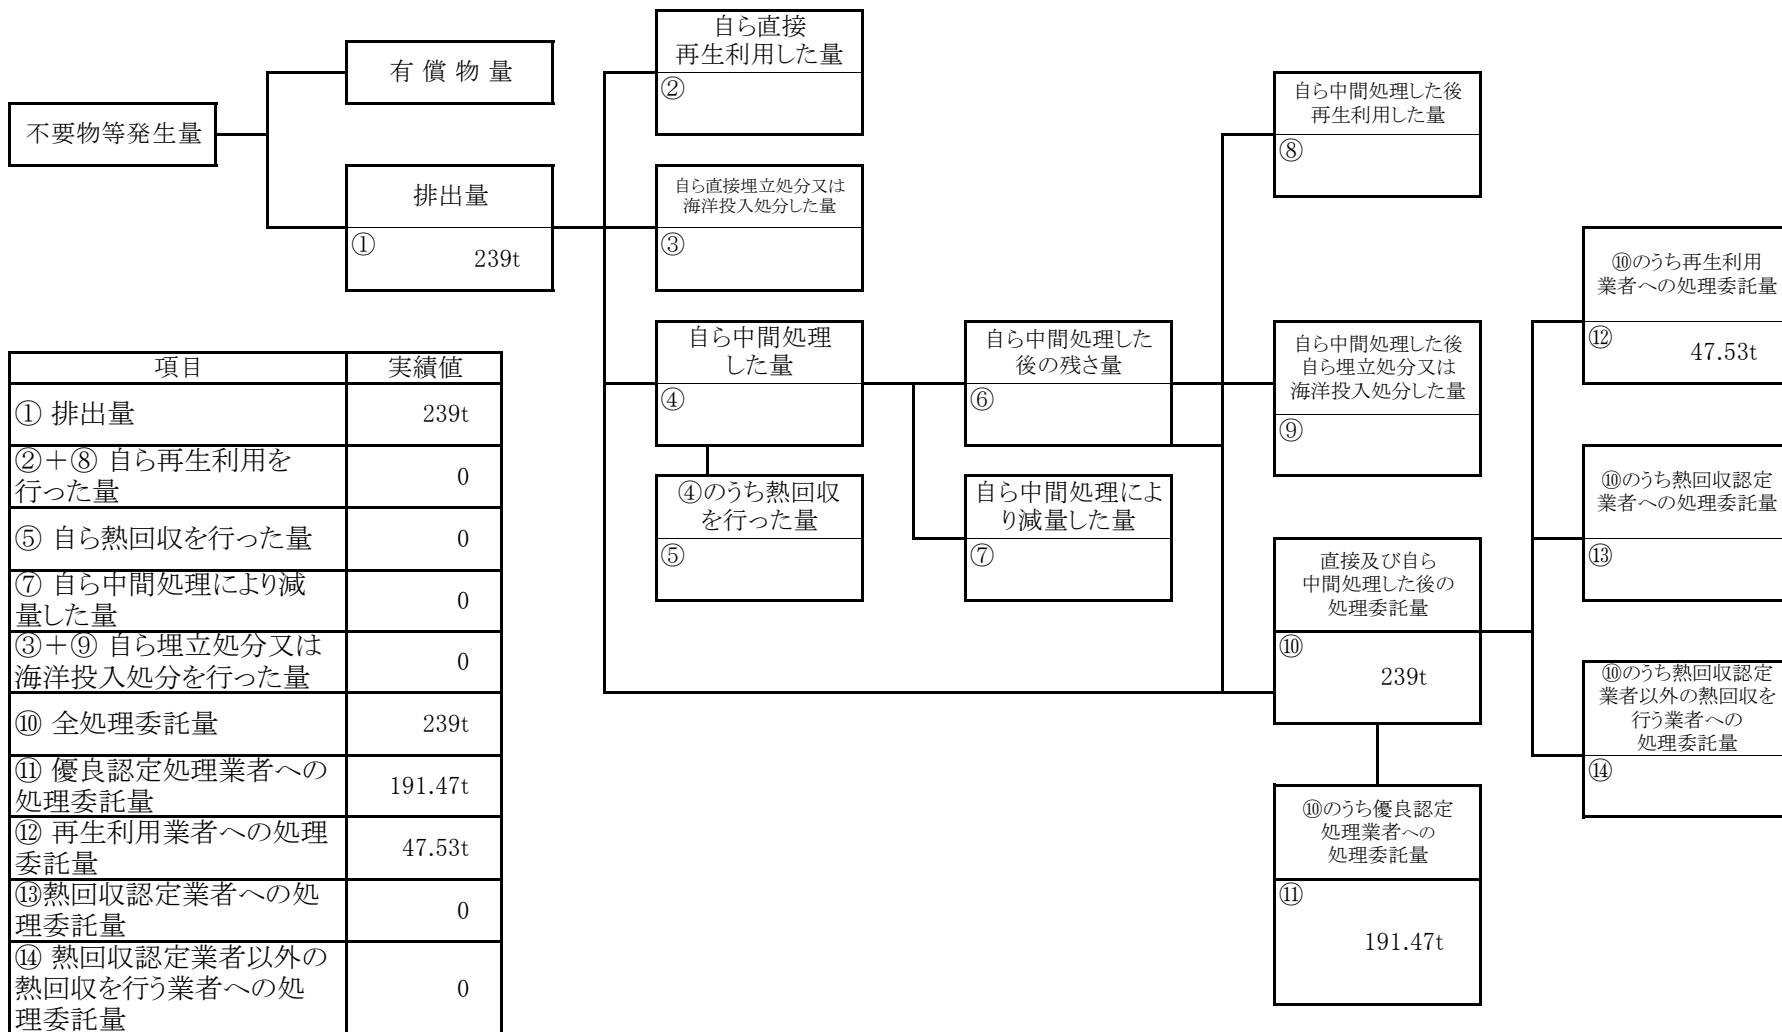 不要物等発生量
有償物量
排出量
①
239t
自ら直接
再生利用した量
②
自ら直接埋立処分又は
海洋投入処分した量
③
自ら中間処理
した量
④
④のうち熱回収
を行った量
⑤
自ら中間処理した
後の残さ量
⑥
自ら中間処理によ
り減量した量
⑦
自ら中間処理した後
再生利用した量
⑧
自ら中間処理した後
自ら埋立処分又は
海洋投入処分した量
⑨
直接及び自ら
中間処理した後の
処理委託量
⑩
239t
⑩のうち優良認定
処理業者への
処理委託量
⑪
191.47t
⑩のうち再生利用
業者への処理委託量
⑫
47.53t
⑩のうち熱回収認定
業者への処理委託量
⑬
⑩のうち熱回収認定
業者以外の熱回収を
行う業者への
処理委託量
⑭
項目 実績値
① 排出量 239t
②+⑧ 自ら再生利用を
行った量 0
⑤ 自ら熱回収を行った量 0
⑦ 自ら中間処理により減
量した量 0
③+⑨ 自ら埋立処分又は
海洋投入処分を行った量 0
⑩ 全処理委託量 239t
⑪ 優良認定処理業者への
処理委託量 191.47t
⑫ 再生利用業者への処理
委託量 47.53t
⑬熱回収認定業者への処
理委託量 0
⑭ 熱回収認定業者以外の
熱回収を行う業者への処
理委託量 0